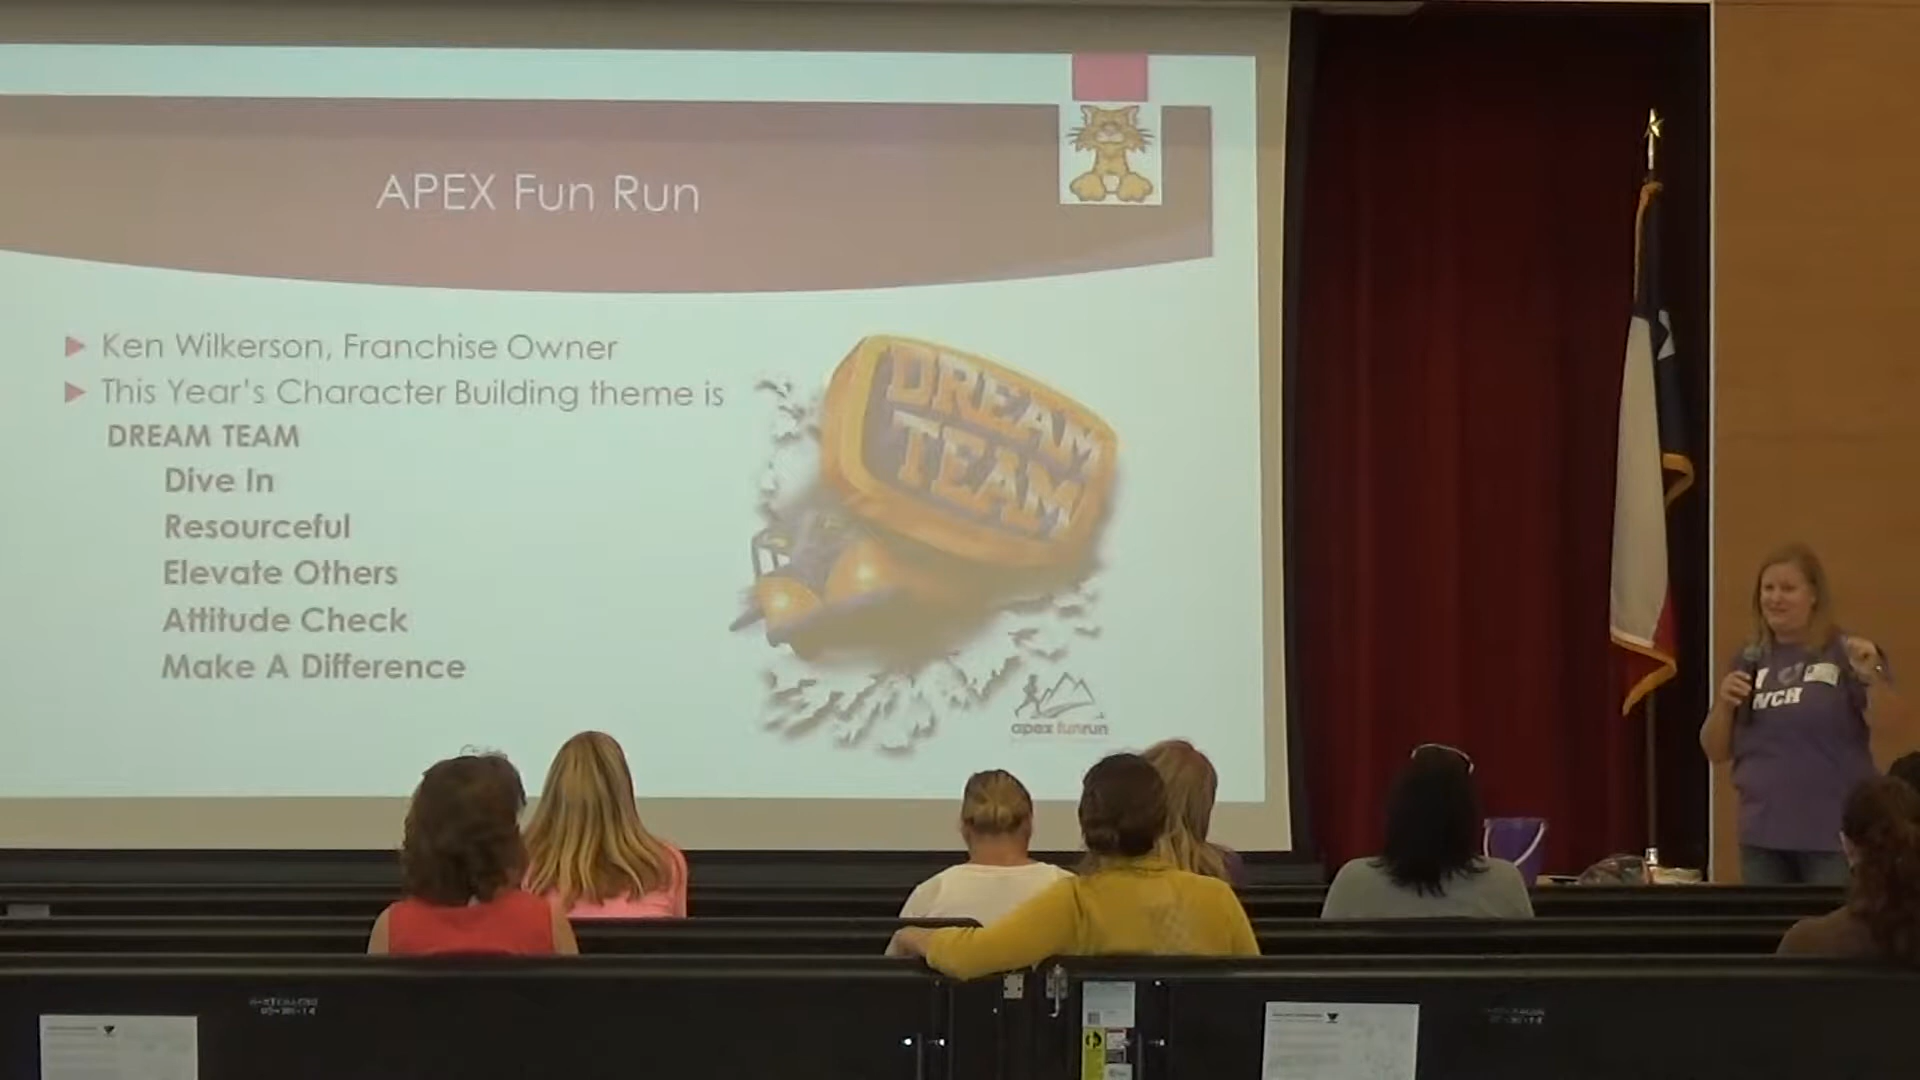 APEX Fun Run
Ken Wilkerson, Franchise Owner
This Year's Character Building theme is
DREAM TEAM
Dive In
Resourceful
Elevate Others
Attitude Check
Make A Difference
DREAM
TEAM
apex funrun